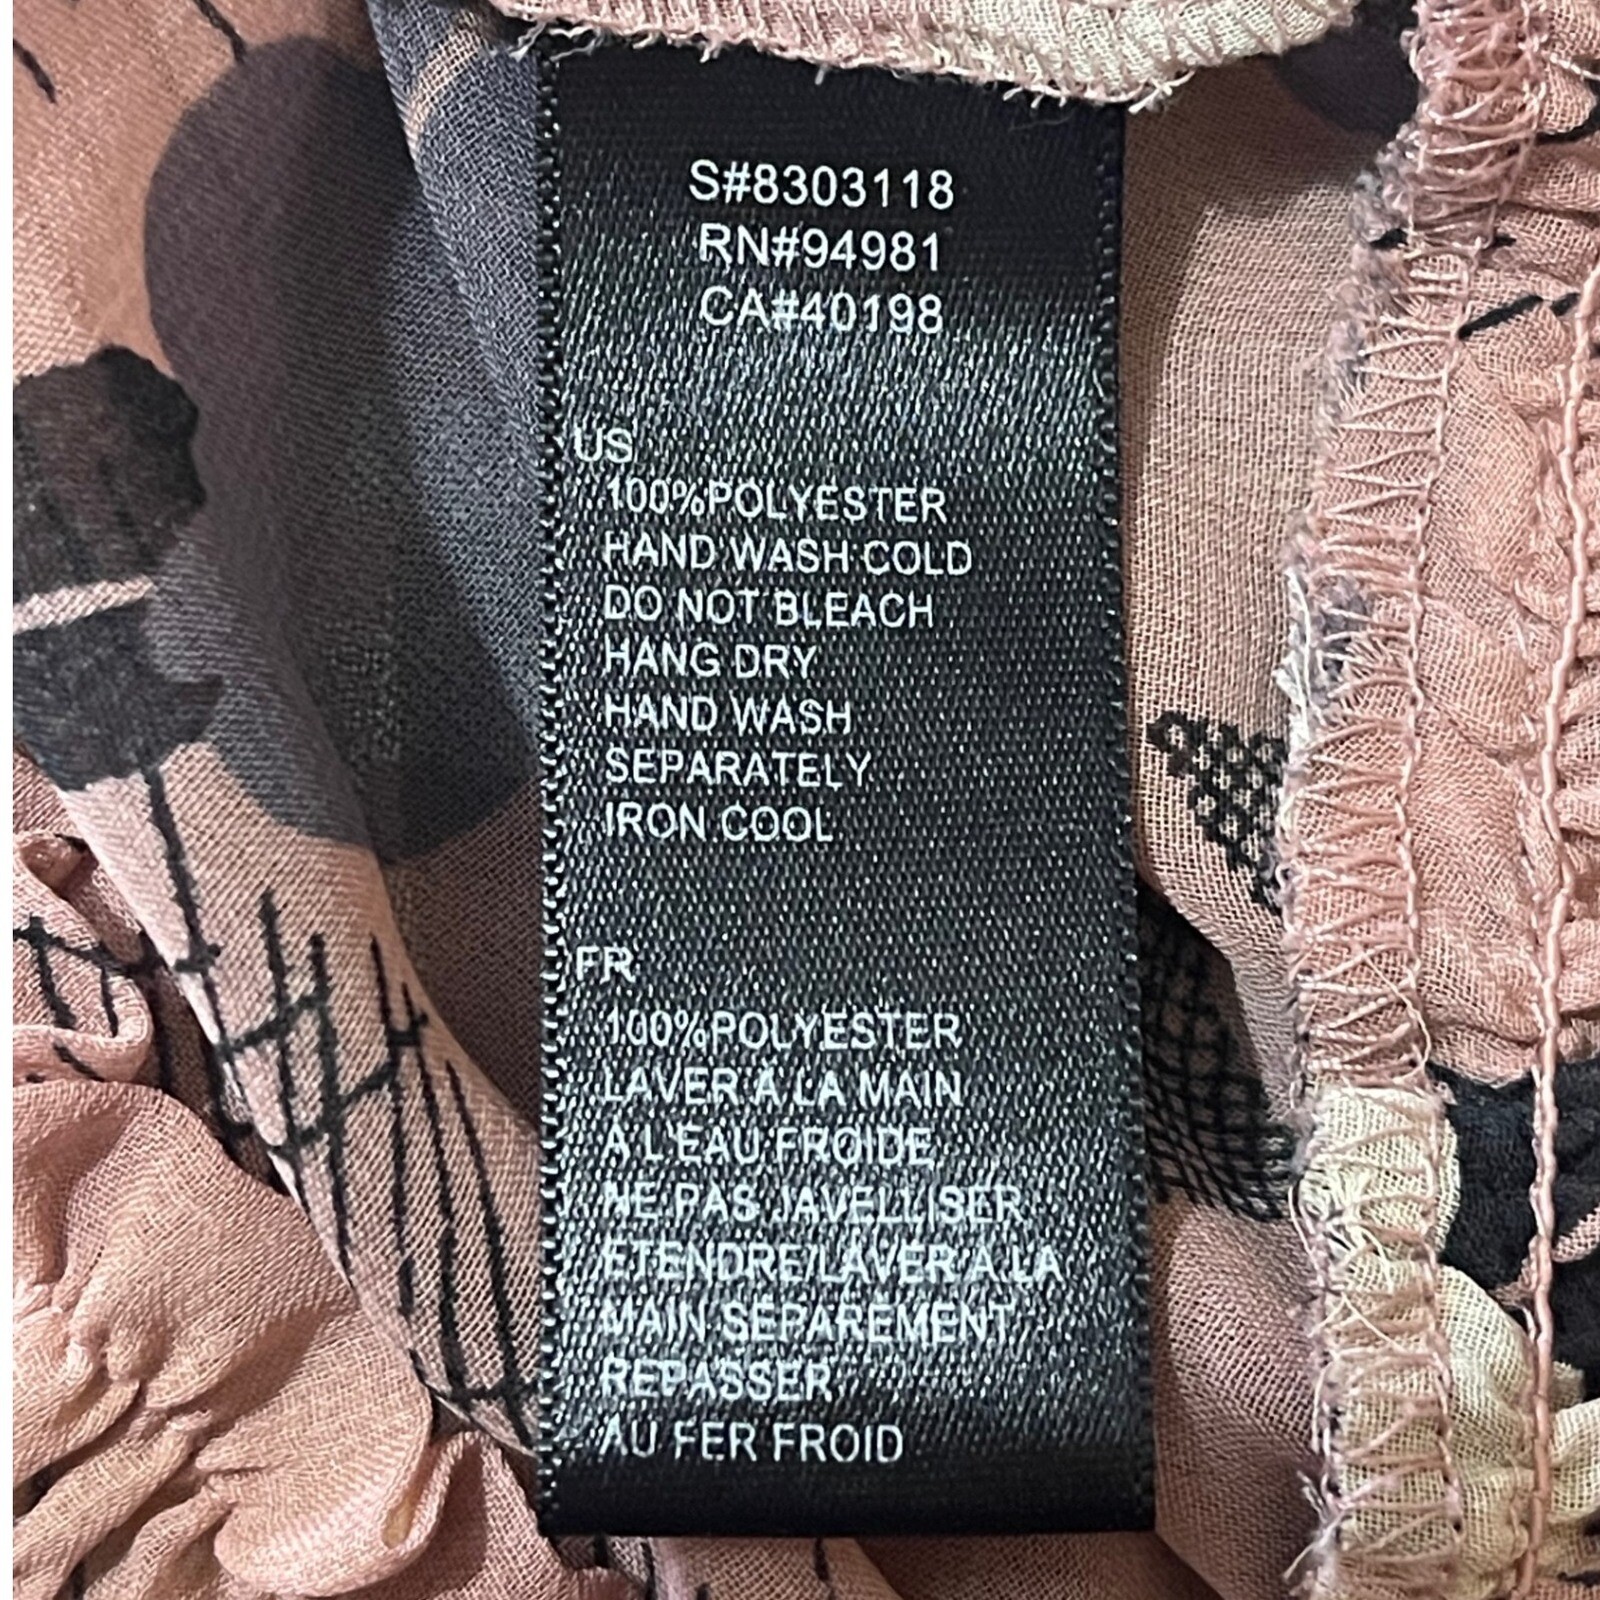 S#8303118
RN#94981
CA#40198
US
100%POLYESTER
HAND WASH COLD
DO NOT BLEACH
HANG DRY
HAND WASH
SEPARATELY
IRON COOL
FR
100%POLYESTER
LAVER A LA MAIN
A L'EAU FROIDE
NE PAS JAVELLISER
ETENDRE/LAVER A LA
MAIN SEPAREMENT
REPASSER
AU FER FROID